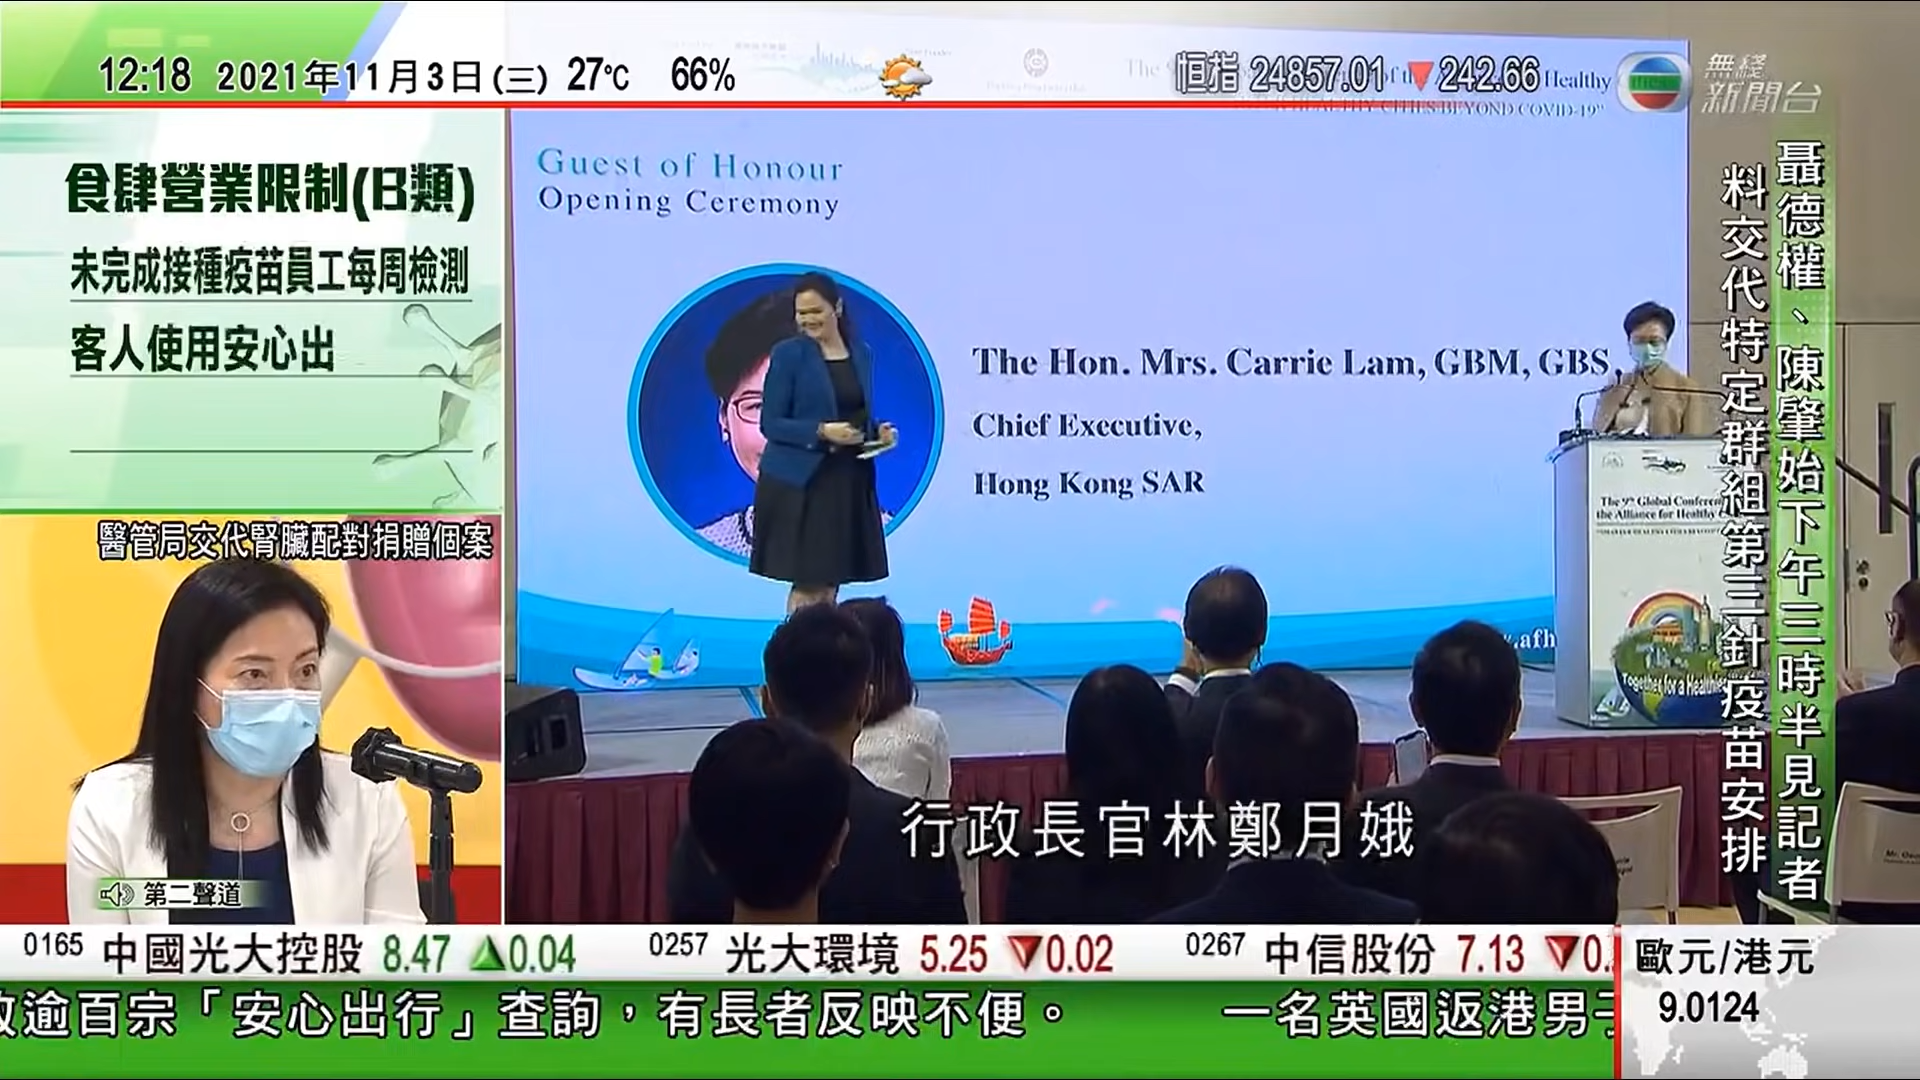 12:18 2021年11月3日(三) 27℃ 66%
恒指 24857.01 ▼242.66
無綫
新聞台
Healthy
HEALTHY CITIES BEYOND COVID-19"
食肆營業限制(B類)
未完成接種疫苗員工每周檢測
客人使用安心出
醫管局交代腎臟配對捐贈個案
第二聲道
Guest of Honour
Opening Ceremony
The Hon. Mrs. Carrie Lam, GBM, GBS,
Chief Executive,
Hong Kong SAR
The 9th Global Conferen
the Alliance for Healthy
Together for a Healthie
.afh
行政長官林鄭月娥
聶德權、陳肇始下午三時半見記者
料交代特定群組第三針疫苗安排
0165 中國光大控股 8.47 ▲0.04 0257 光大環境 5.25 ▼0.02 0267 中信股份 7.13 ▼0.
逾百宗「安心出行」查詢，有長者反映不便。 一名英國返港男子
歐元/港元
9.0124